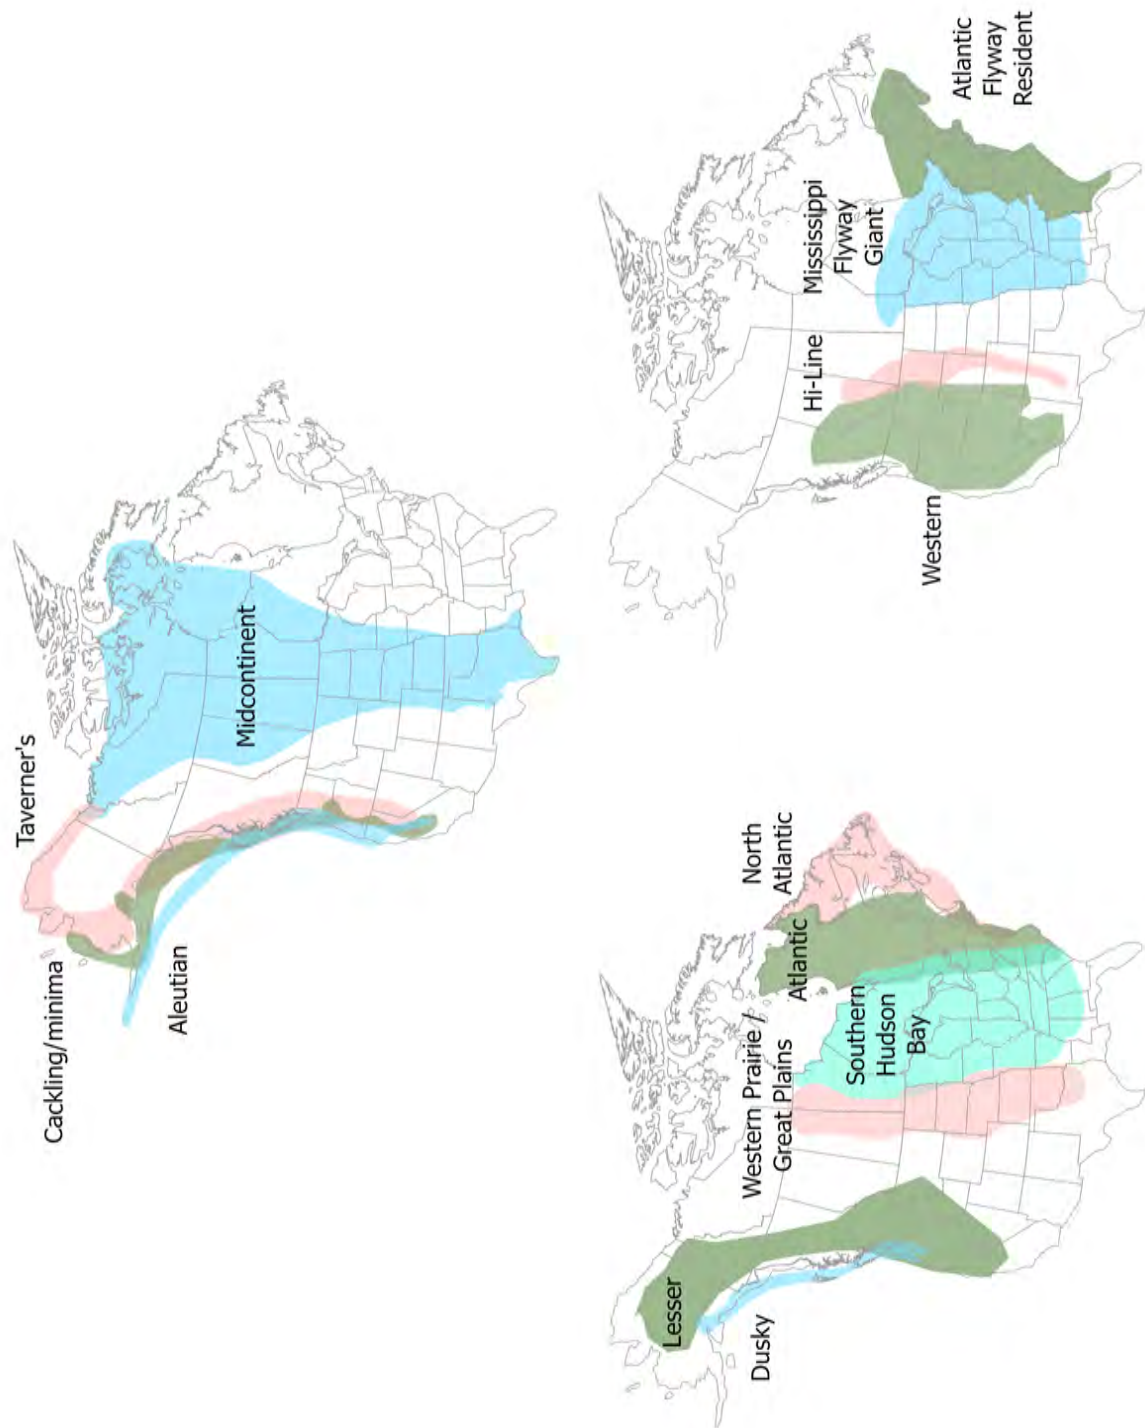 Taverner's
Cackling/minima
Midcontinent
Aleutian
Western Prairie /
Great Plains
North
Atlantic
Atlantic
Southern
Hudson
Bay
Lesser
Dusky
Atlantic
Flyway
Resident
Mississippi
Flyway
Giant
Hi-Line
Western